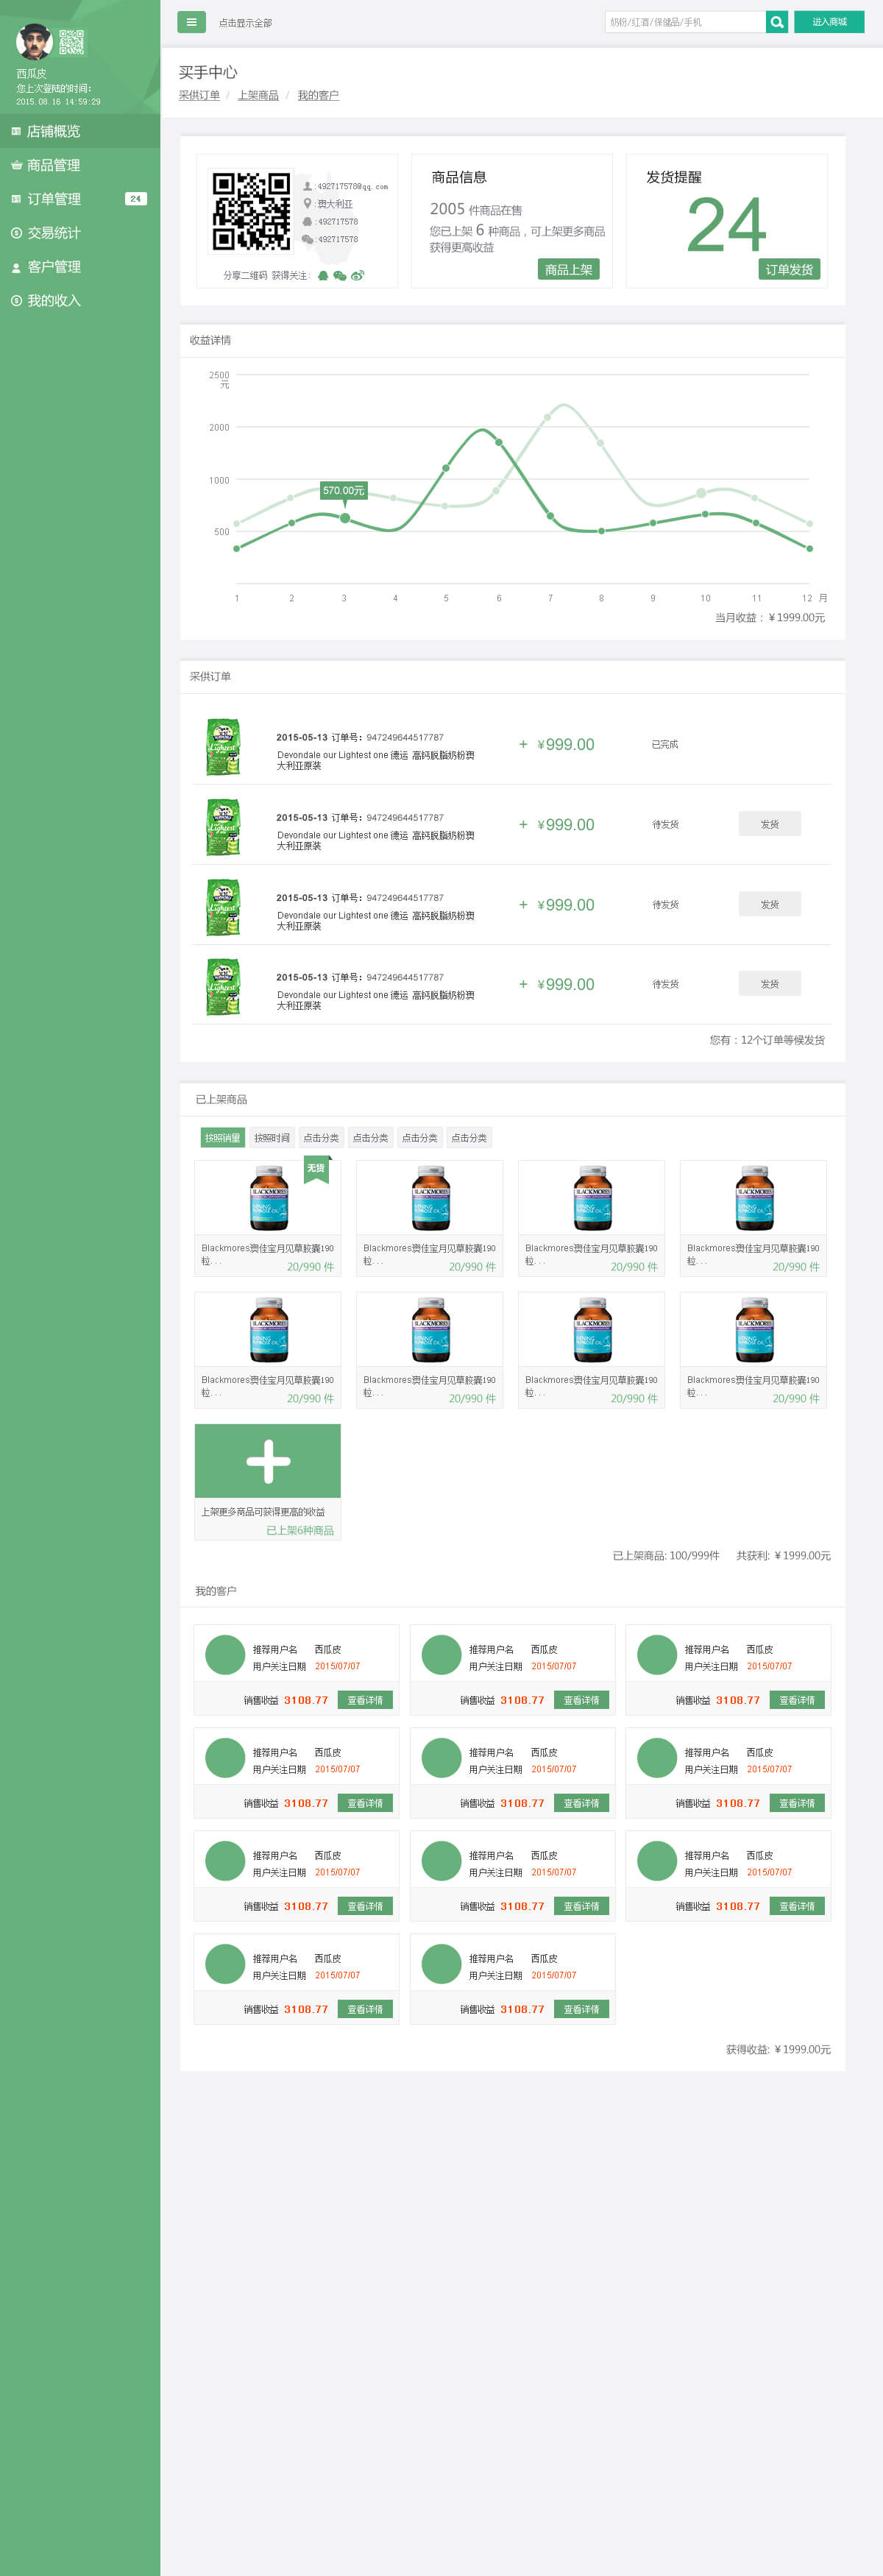 点击显示全部
奶粉/红酒/保健品/手机
进入商城
西瓜皮
您上次登陆的时间:
2015.08.16 14:59:29
店铺概览
商品管理
订单管理 24
交易统计
客户管理
我的收入
买手中心
采供订单 / 上架商品 / 我的客户
:492717578@qq.com
:澳大利亚
:492717578
:492717578
分享二维码 获得关注:
商品信息
2005 件商品在售
您已上架 6 种商品，可上架更多商品
获得更高收益
商品上架
发货提醒
24
订单发货
收益详情
2500
元
2000
1000
500
570.00元
1 2 3 4 5 6 7 8 9 10 11 12 月
当月收益：￥1999.00元
采供订单
2015-05-13 订单号: 947249644517787
Devondale our Lightest one 德运 高钙脱脂奶粉澳
大利亚原装
+ ￥999.00
已完成
2015-05-13 订单号: 947249644517787
Devondale our Lightest one 德运 高钙脱脂奶粉澳
大利亚原装
+ ￥999.00
待发货
发货
2015-05-13 订单号: 947249644517787
Devondale our Lightest one 德运 高钙脱脂奶粉澳
大利亚原装
+ ￥999.00
待发货
发货
2015-05-13 订单号: 947249644517787
Devondale our Lightest one 德运 高钙脱脂奶粉澳
大利亚原装
+ ￥999.00
待发货
发货
您有：12个订单等候发货
已上架商品
按照销量 按照时间 点击分类 点击分类 点击分类 点击分类
无货
Blackmores澳佳宝月见草胶囊190
粒...
20/990 件
Blackmores澳佳宝月见草胶囊190
粒...
20/990 件
Blackmores澳佳宝月见草胶囊190
粒...
20/990 件
Blackmores澳佳宝月见草胶囊190
粒...
20/990 件
Blackmores澳佳宝月见草胶囊190
粒...
20/990 件
Blackmores澳佳宝月见草胶囊190
粒...
20/990 件
Blackmores澳佳宝月见草胶囊190
粒...
20/990 件
Blackmores澳佳宝月见草胶囊190
粒...
20/990 件
上架更多商品可获得更高的收益
已上架6种商品
已上架商品: 100/999件 共获利: ￥1999.00元
我的客户
推荐用户名 西瓜皮
用户关注日期 2015/07/07
销售收益 3108.77 查看详情
推荐用户名 西瓜皮
用户关注日期 2015/07/07
销售收益 3108.77 查看详情
推荐用户名 西瓜皮
用户关注日期 2015/07/07
销售收益 3108.77 查看详情
推荐用户名 西瓜皮
用户关注日期 2015/07/07
销售收益 3108.77 查看详情
推荐用户名 西瓜皮
用户关注日期 2015/07/07
销售收益 3108.77 查看详情
推荐用户名 西瓜皮
用户关注日期 2015/07/07
销售收益 3108.77 查看详情
推荐用户名 西瓜皮
用户关注日期 2015/07/07
销售收益 3108.77 查看详情
推荐用户名 西瓜皮
用户关注日期 2015/07/07
销售收益 3108.77 查看详情
推荐用户名 西瓜皮
用户关注日期 2015/07/07
销售收益 3108.77 查看详情
推荐用户名 西瓜皮
用户关注日期 2015/07/07
销售收益 3108.77 查看详情
推荐用户名 西瓜皮
用户关注日期 2015/07/07
销售收益 3108.77 查看详情
获得收益: ￥1999.00元